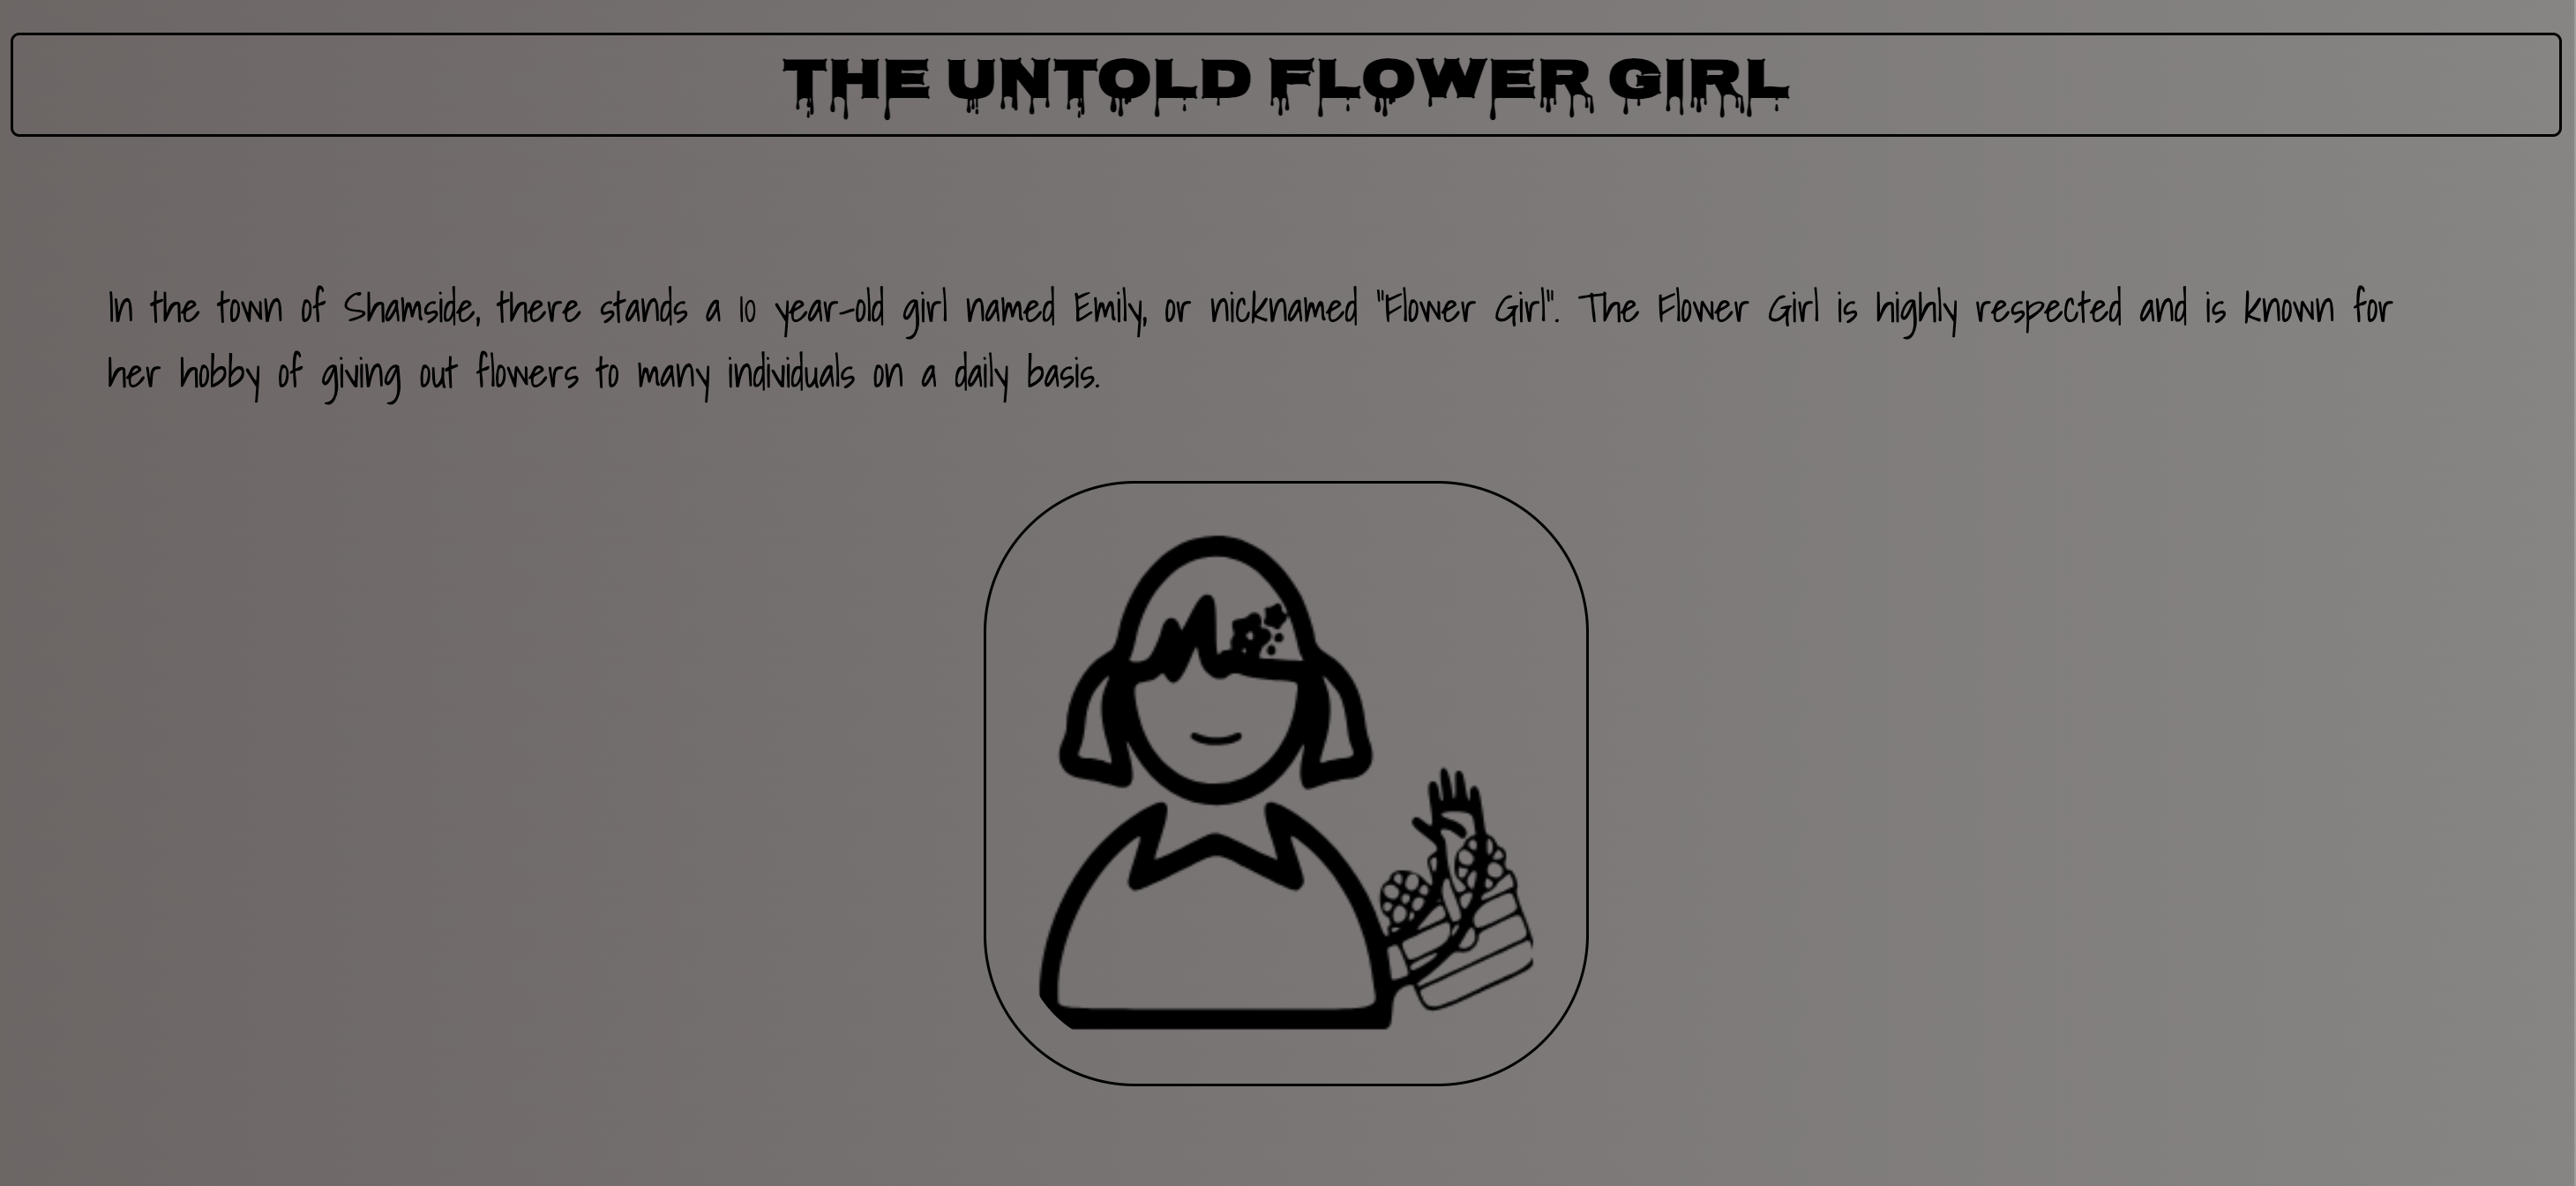 THE UNTOLD FLOWER GIRL
In the town of Shamside, there stands a 10 year-old girl named Emily, or nicknamed "Flower Girl". The Flower Girl is highly respected and is known for
her hobby of giving out flowers to many individuals on a daily basis.